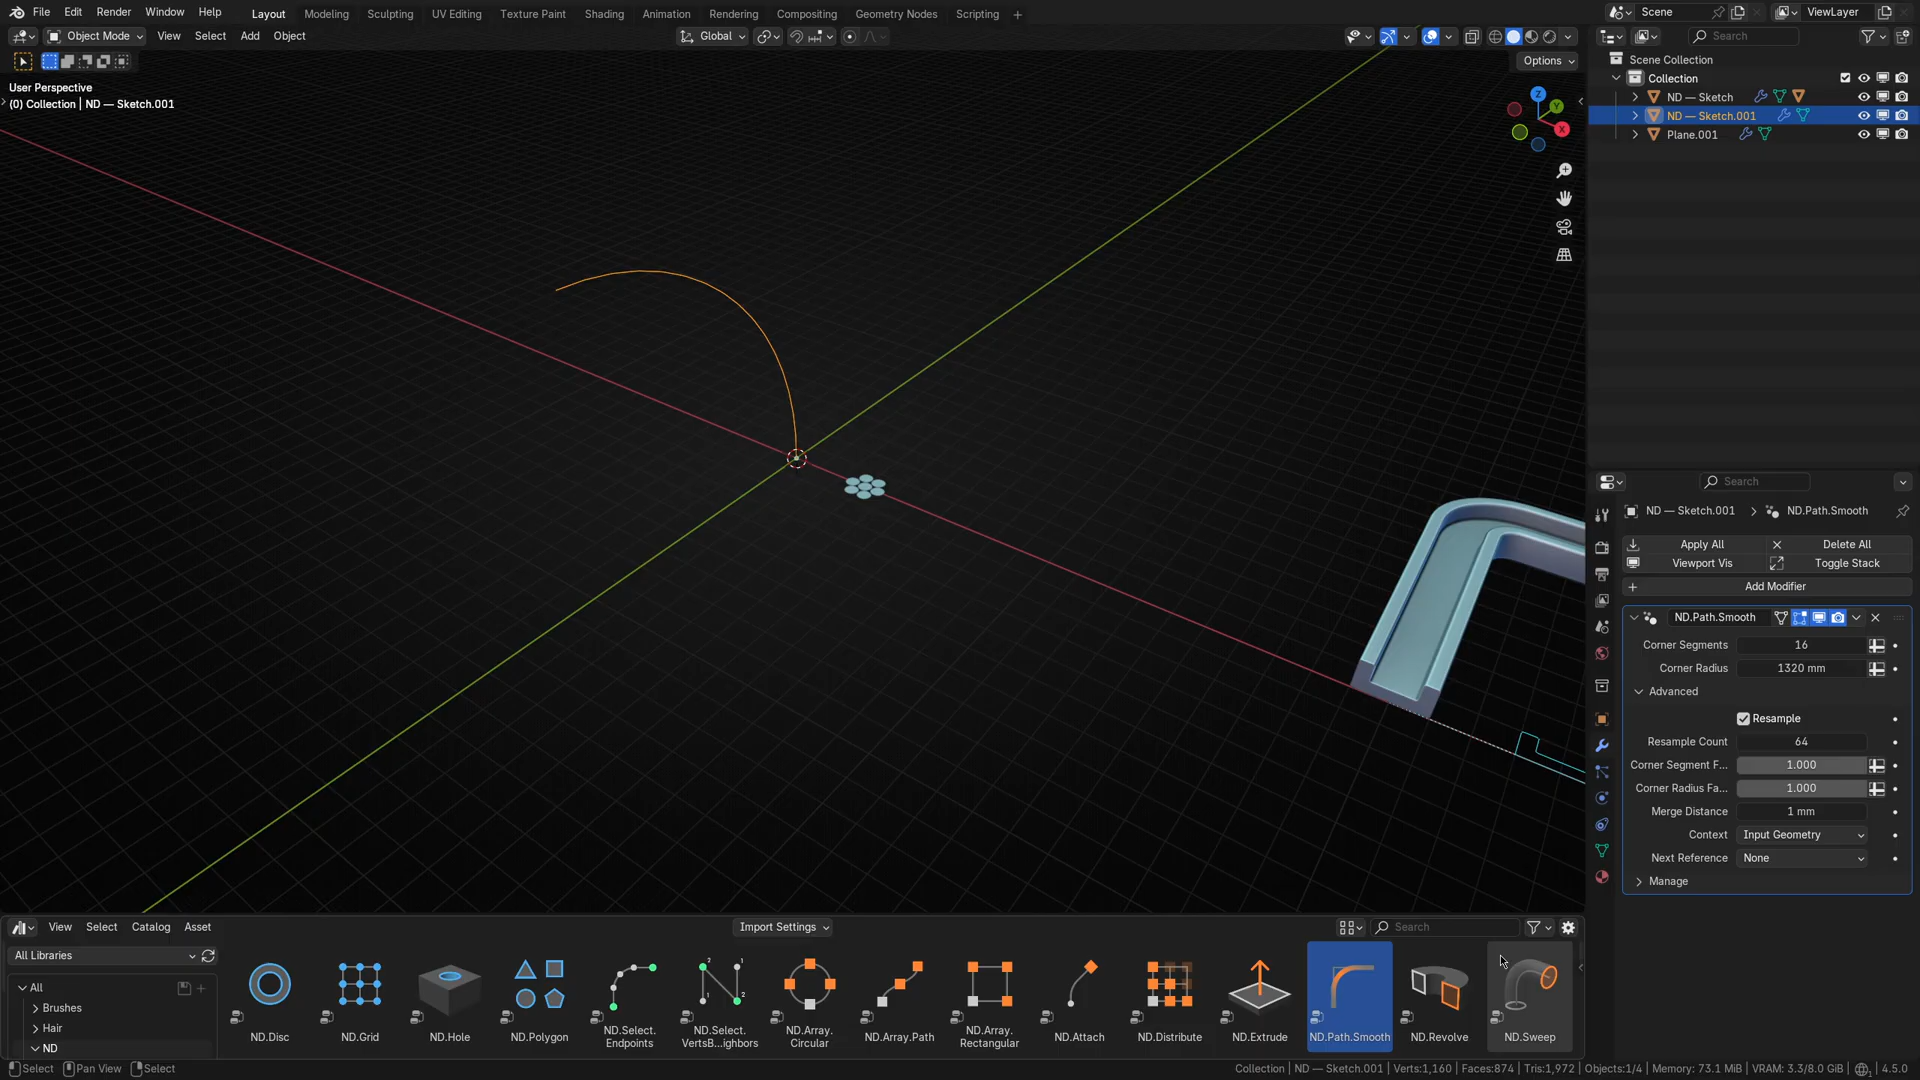 File Edit Render Window Help Layout Modeling Sculpting UV Editing Texture Paint Shading Animation Rendering Compositing Geometry Nodes Scripting + Scene ViewLayer
Object Mode View Select Add Object Global Search
Options
User Perspective
(0) Collection | ND — Sketch.001
Z
Y
X
Scene Collection
Collection
ND — Sketch
ND — Sketch.001
Plane.001
Search
ND — Sketch.001 ND.Path.Smooth
Apply All Delete All
Viewport Vis Toggle Stack
Add Modifier
ND.Path.Smooth
Corner Segments 16
Corner Radius 1320 mm
Advanced
Resample
Resample Count 64
Corner Segment F... 1.000
Corner Radius Fa... 1.000
Merge Distance 1 mm
Context Input Geometry
Next Reference None
Manage
View Select Catalog Asset Import Settings Search
All Libraries
All
Brushes
Hair
ND
ND.Disc
ND.Grid
ND.Hole
ND.Polygon
ND.Select.
Endpoints
ND.Select.
VertsB...ighbors
ND.Array.
Circular
ND.Array.Path
ND.Array.
Rectangular
ND.Attach
ND.Distribute
ND.Extrude
ND.Path.Smooth
ND.Revolve
ND.Sweep
Select Pan View Select Collection | ND — Sketch.001 | Verts:1,160 | Faces:874 | Tris:1,972 | Objects:1/4 | Memory: 73.1 MiB | VRAM: 3.3/8.0 GiB | 4.5.0